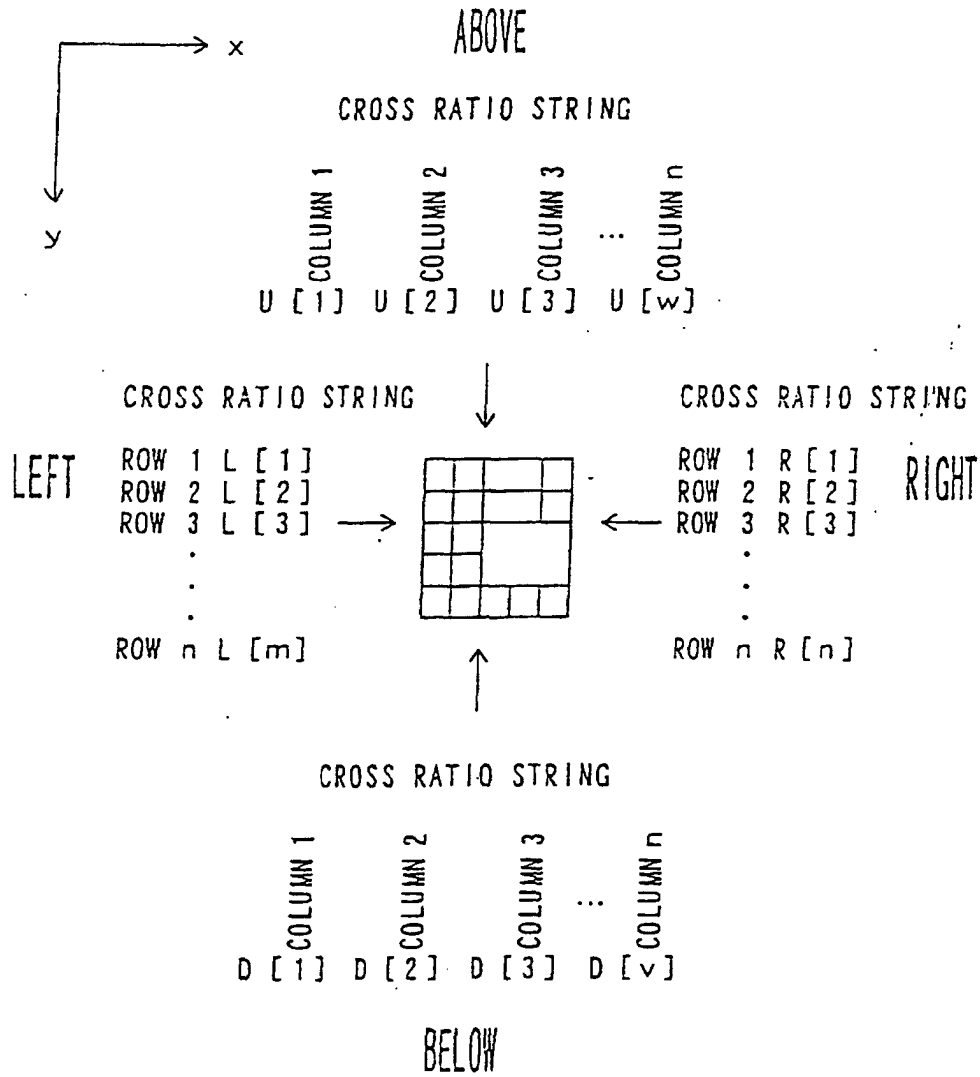 x
ABOVE
CROSS RATIO STRING
y
COLUMN 1 COLUMN 2 COLUMN 3 ... COLUMN n
U [1] U [2] U [3] U [w]
CROSS RATIO STRING
CROSS RATIO STRING
LEFT
ROW 1 L [1]
ROW 2 L [2]
ROW 3 L [3]
.
.
.
ROW n L [m]
ROW 1 R [1]
ROW 2 R [2]
ROW 3 R [3]
.
.
.
ROW n R [n]
RIGHT
CROSS RATIO STRING
COLUMN 1 COLUMN 2 COLUMN 3 ... COLUMN n
D [1] D [2] D [3] D [v]
BELOW